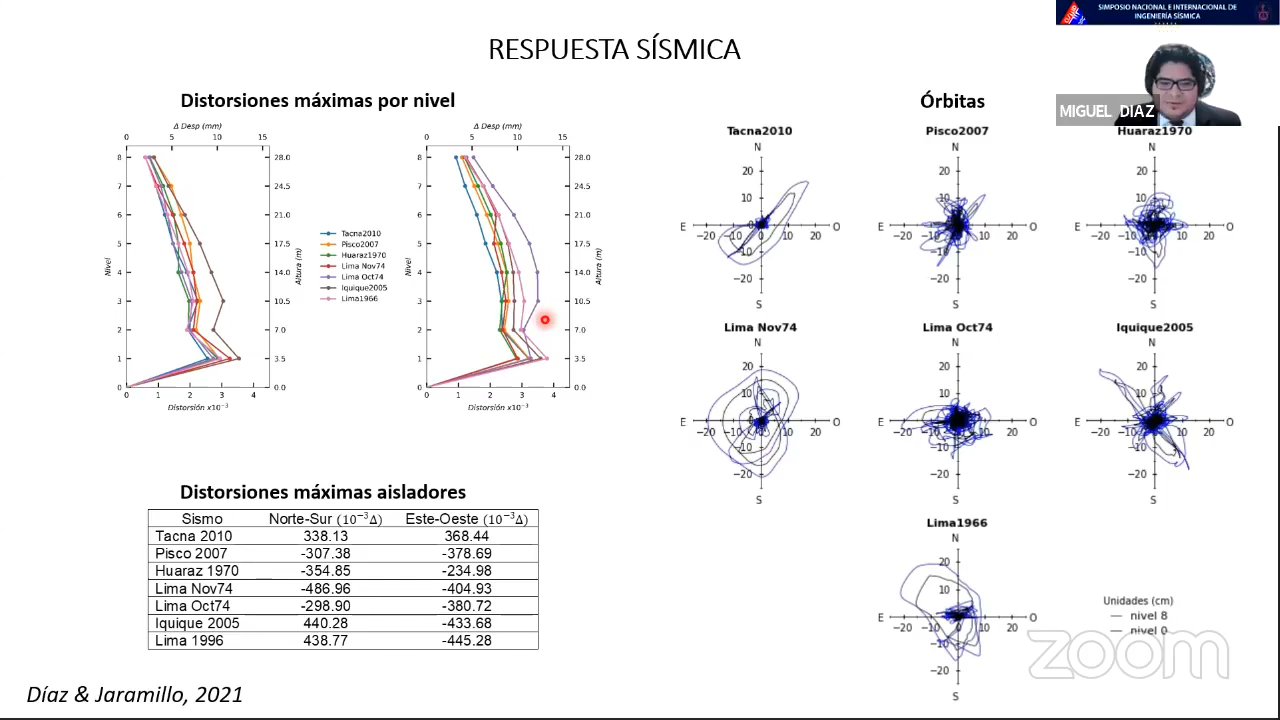 SIMPOSIO NACIONAL E INTERNACIONAL DE
INGENIERÍA SÍSMICA
RESPUESTA SÍSMICA
MIGUEL DIAZ
Distorsiones máximas por nivel
Δ Desp (mm)
0 5 10 15
8 28.0
7 24.5
6 21.0
5 17.5
4 14.0
3 10.5
2 7.0
1 3.5
0 0.0
Nivel
Altura (m)
0 1 2 3 4
Distorsión x10⁻³
Tacna2010
Pisco2007
Huaraz1970
Lima Nov74
Lima Oct74
Iquique2005
Lima1966
Δ Desp (mm)
0 5 10 15
8 28.0
7 24.5
6 21.0
5 17.5
4 14.0
3 10.5
2 7.0
1 3.5
0 0.0
Nivel
Altura (m)
0 1 2 3 4
Distorsión x10⁻³
Distorsiones máximas aisladores
Sismo Norte-Sur (10⁻³Δ) Este-Oeste (10⁻³Δ)
Tacna 2010 338.13 368.44
Pisco 2007 -307.38 -378.69
Huaraz 1970 -354.85 -234.98
Lima Nov74 -486.96 -404.93
Lima Oct74 -298.90 -380.72
Iquique 2005 440.28 -433.68
Lima 1996 438.77 -445.28
Díaz & Jaramillo, 2021
Órbitas
Tacna2010
N
20
10
E −20 −10 0 10 20 O
−10
−20
S
Pisco2007
N
20
10
E −20 −10 0 10 20 O
−10
−20
S
Huaraz1970
N
20
10
E −20 −10 0 10 20 O
−10
−20
S
Lima Nov74
N
20
10
E −20 −10 0 10 20 O
−10
−20
S
Lima Oct74
N
20
10
E −20 −10 0 10 20 O
−10
−20
S
Iquique2005
N
20
10
E −20 −10 0 10 20 O
−10
−20
S
Lima1966
N
20
10
E −20 −10 0 10 20 O
−10
−20
S
Unidades (cm)
nivel 8
nivel 0
zoom